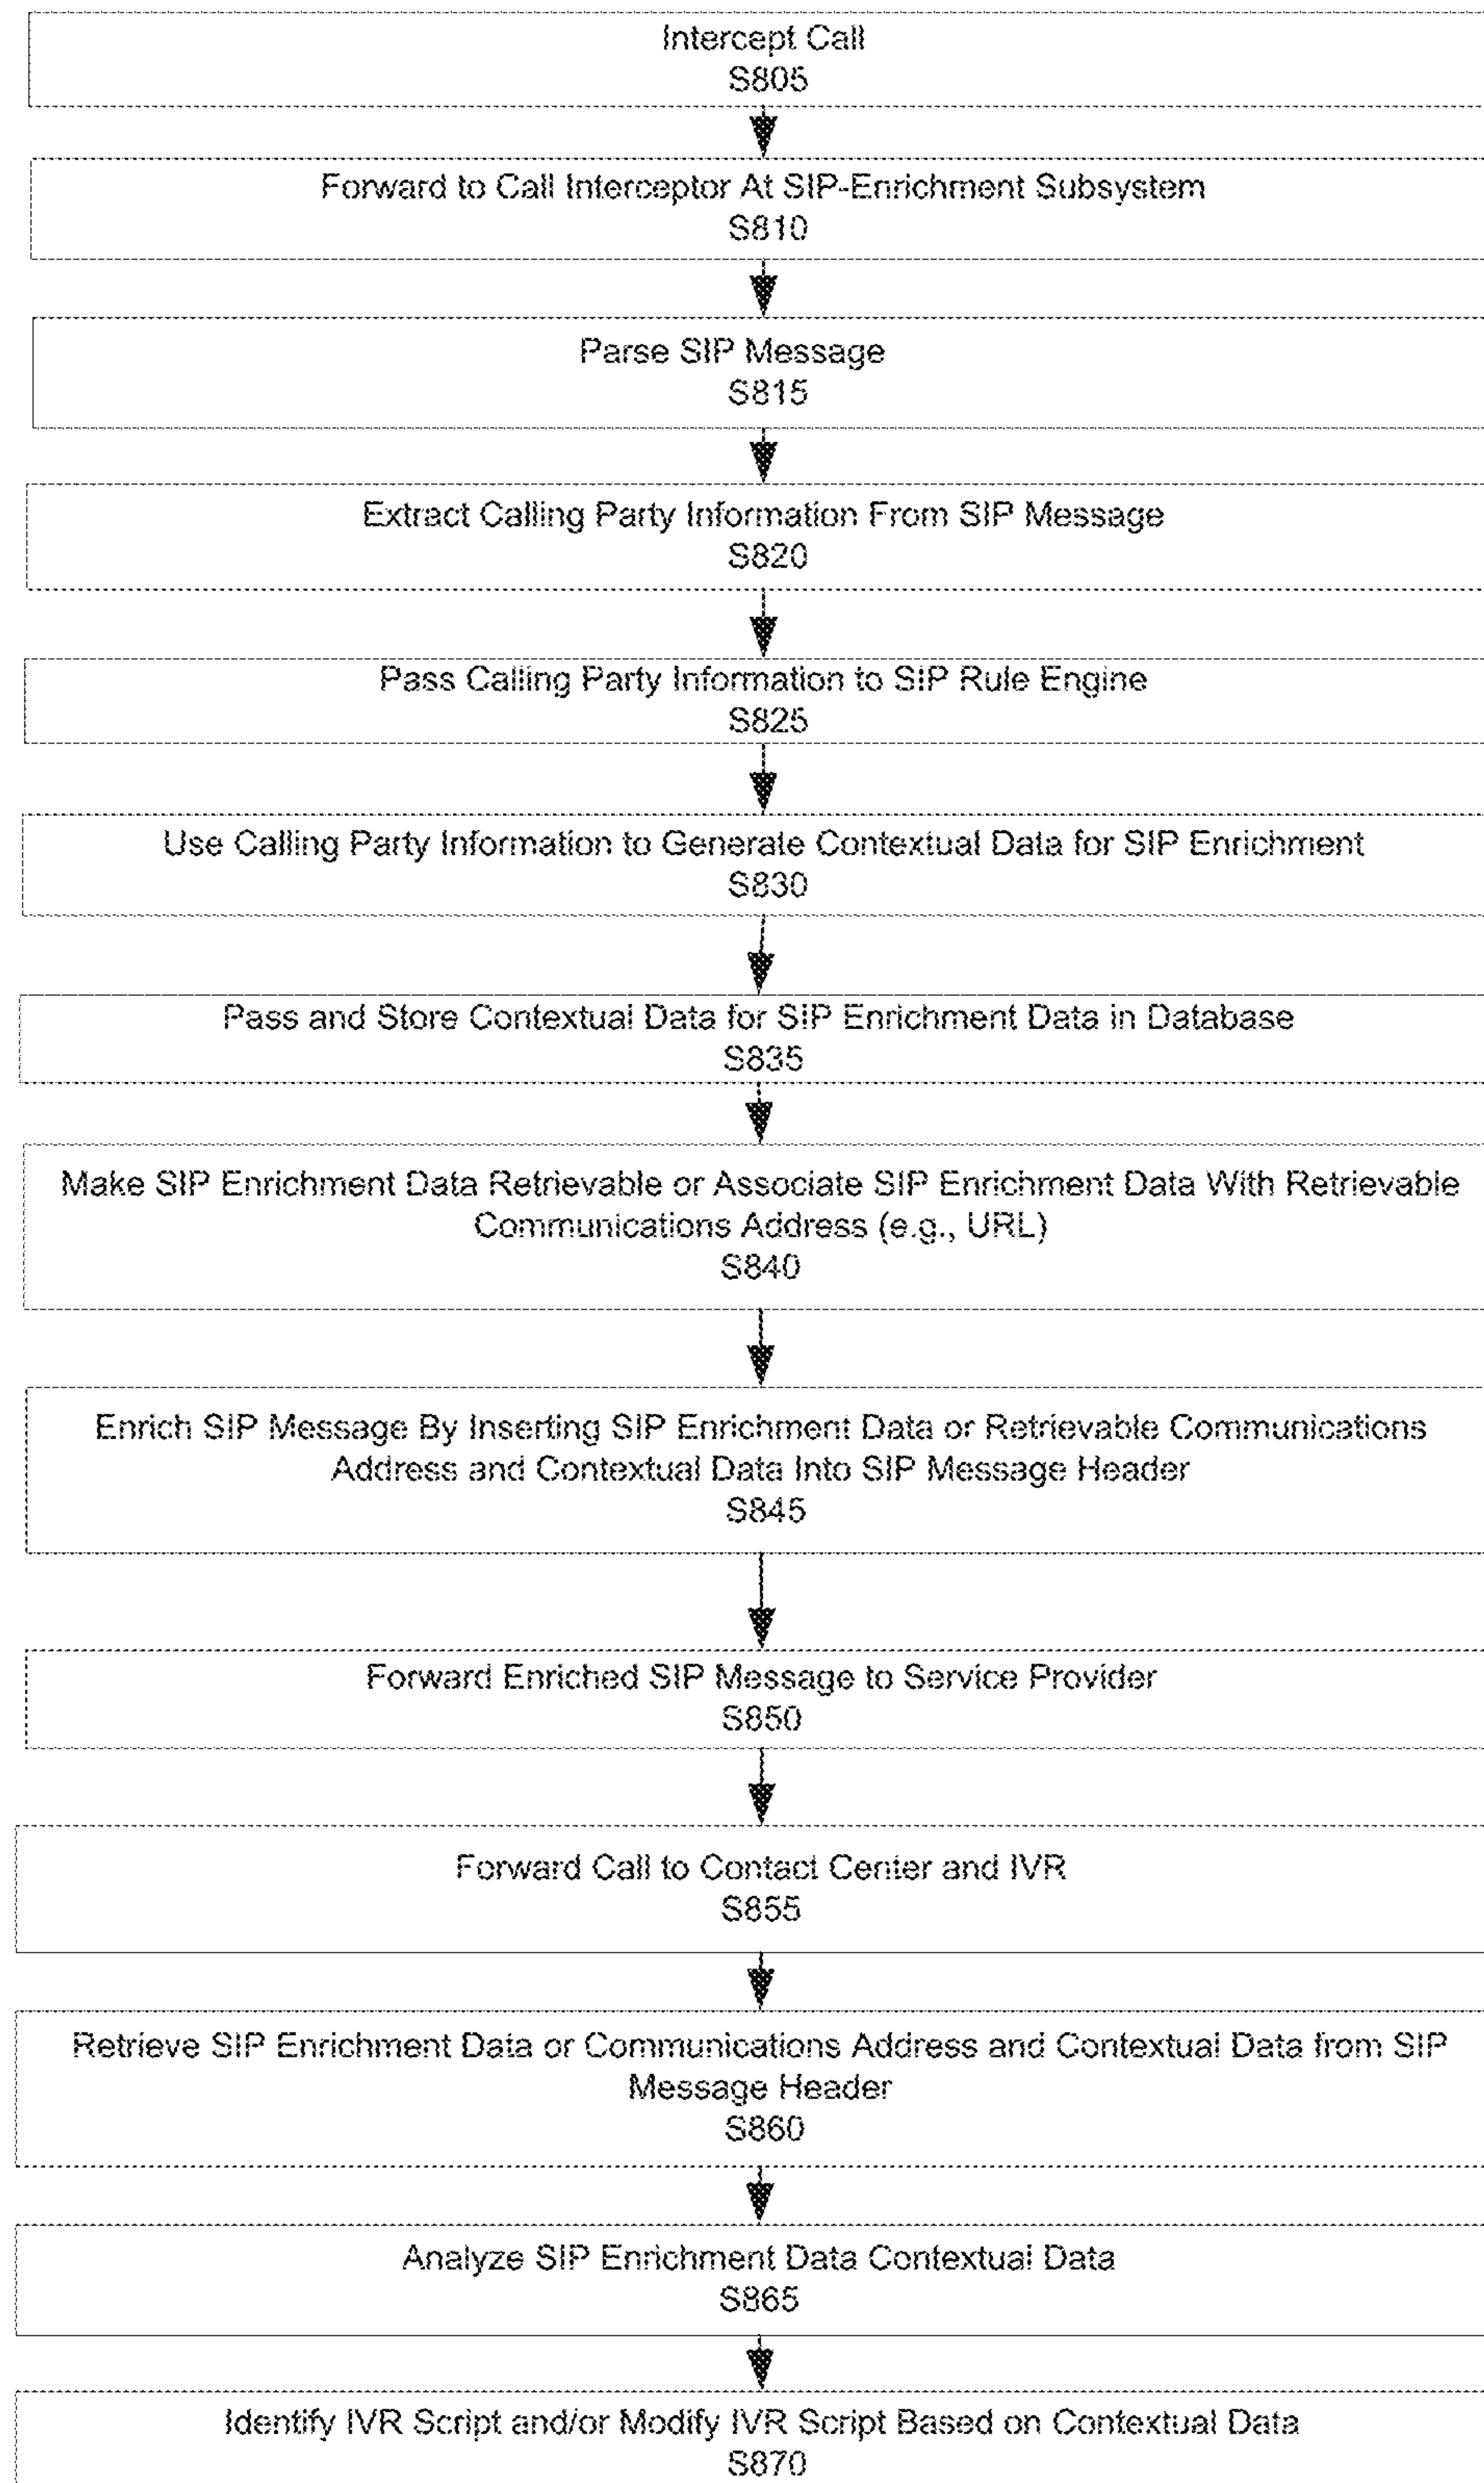 Intercept Call
S805
Forward to Call Interceptor At SIP-Enrichment Subsystem
S810
Parse SIP Message
S815
Extract Calling Party Information From SIP Message
S820
Pass Calling Party Information to SIP Rule Engine
S825
Use Calling Party Information to Generate Contextual Data for SIP Enrichment
S830
Pass and Store Contextual Data for SIP Enrichment Data in Database
S835
Make SIP Enrichment Data Retrievable or Associate SIP Enrichment Data With Retrievable
Communications Address (e.g., URL)
S840
Enrich SIP Message By Inserting SIP Enrichment Data or Retrievable Communications
Address and Contextual Data Into SIP Message Header
S845
Forward Enriched SIP Message to Service Provider
S850
Forward Call to Contact Center and IVR
S855
Retrieve SIP Enrichment Data or Communications Address and Contextual Data from SIP
Message Header
S860
Analyze SIP Enrichment Data Contextual Data
S865
Identify IVR Script and/or Modify IVR Script Based on Contextual Data
S870